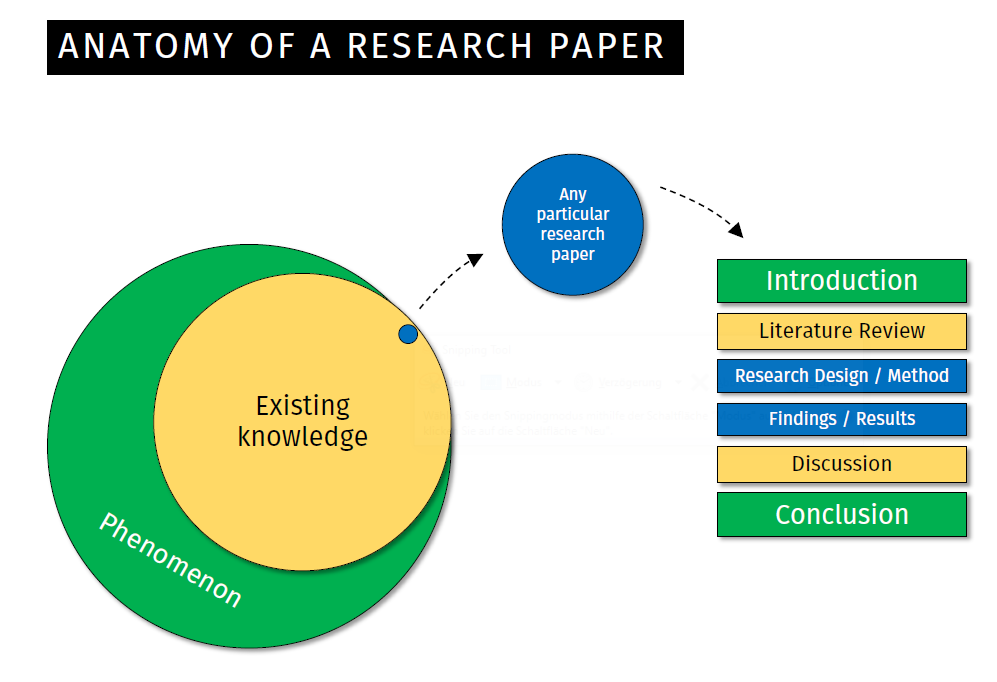 ANATOMY OF A RESEARCH PAPER
Any
particular
research
paper
Existing
knowledge
Phenomenon
Introduction
Literature Review
Research Design / Method
Findings / Results
Discussion
Conclusion